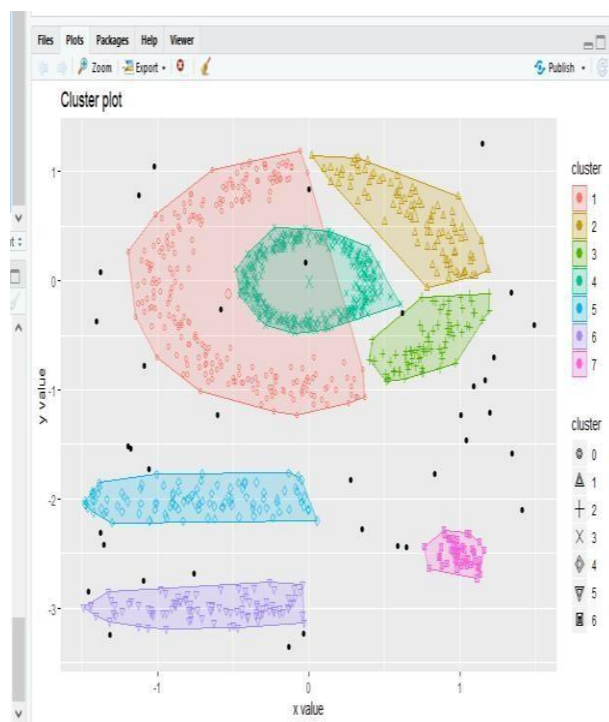 Files Plots Packages Help Viewer
Zoom Export Publish
Cluster plot
1
0
-1
-2
-3
y value
-1 0 1
x value
cluster
1
2
3
4
5
6
7
cluster
0
1
2
3
4
5
6